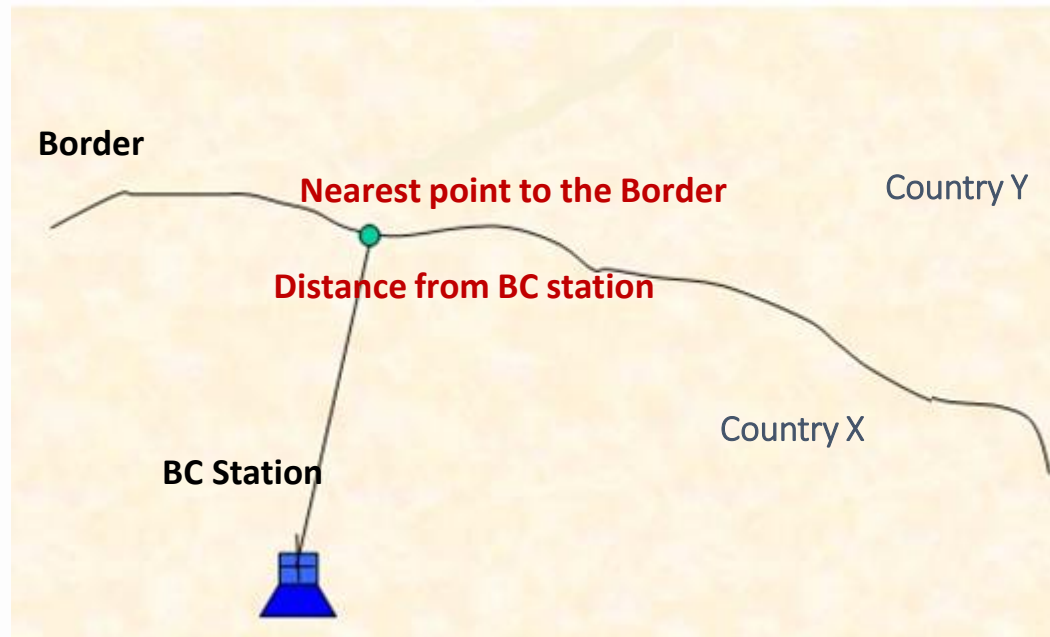 Border
Nearest point to the Border
Country Y
Distance from BC station
Country X
BC Station